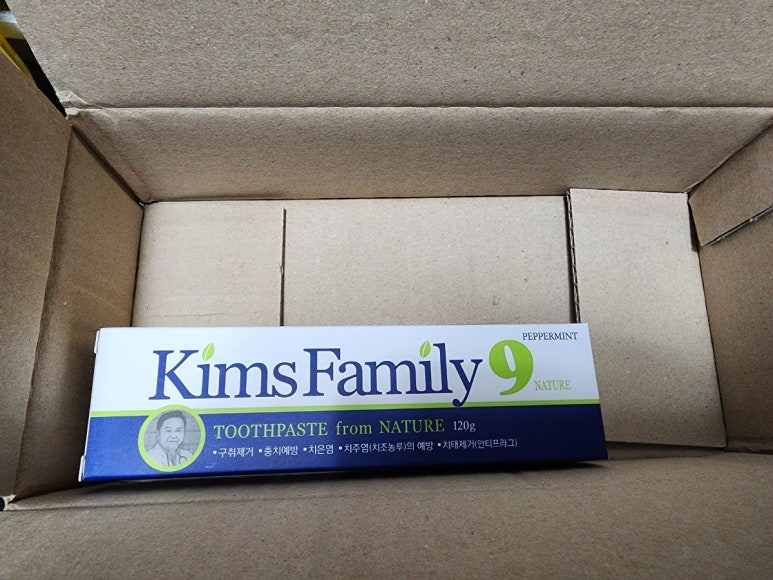 PEPPERMINT
Kims Family 9
NATURE
TOOTHPASTE from NATURE 120g
▪구취제거 ▪충치예방 ▪치은염 ▪치주염(치조농루)의 예방 ▪치태제거(안티프라그)